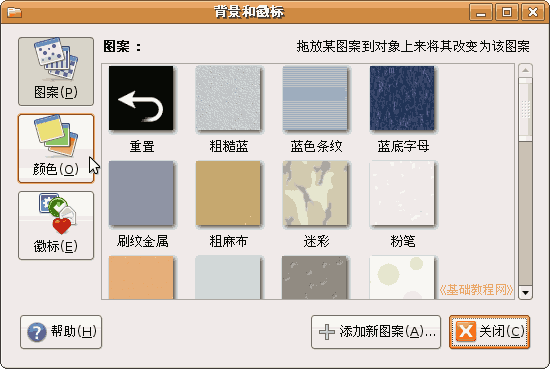 背景和徽标
图案(P)
颜色(O)
徽标(E)
图案：
拖放某图案到对象上来将其改变为该图案
重置
粗糙蓝
蓝色条纹
蓝底字母
刷纹金属
粗麻布
迷彩
粉笔
《基础教程网》
帮助(H)
添加新图案(A)...
关闭(C)